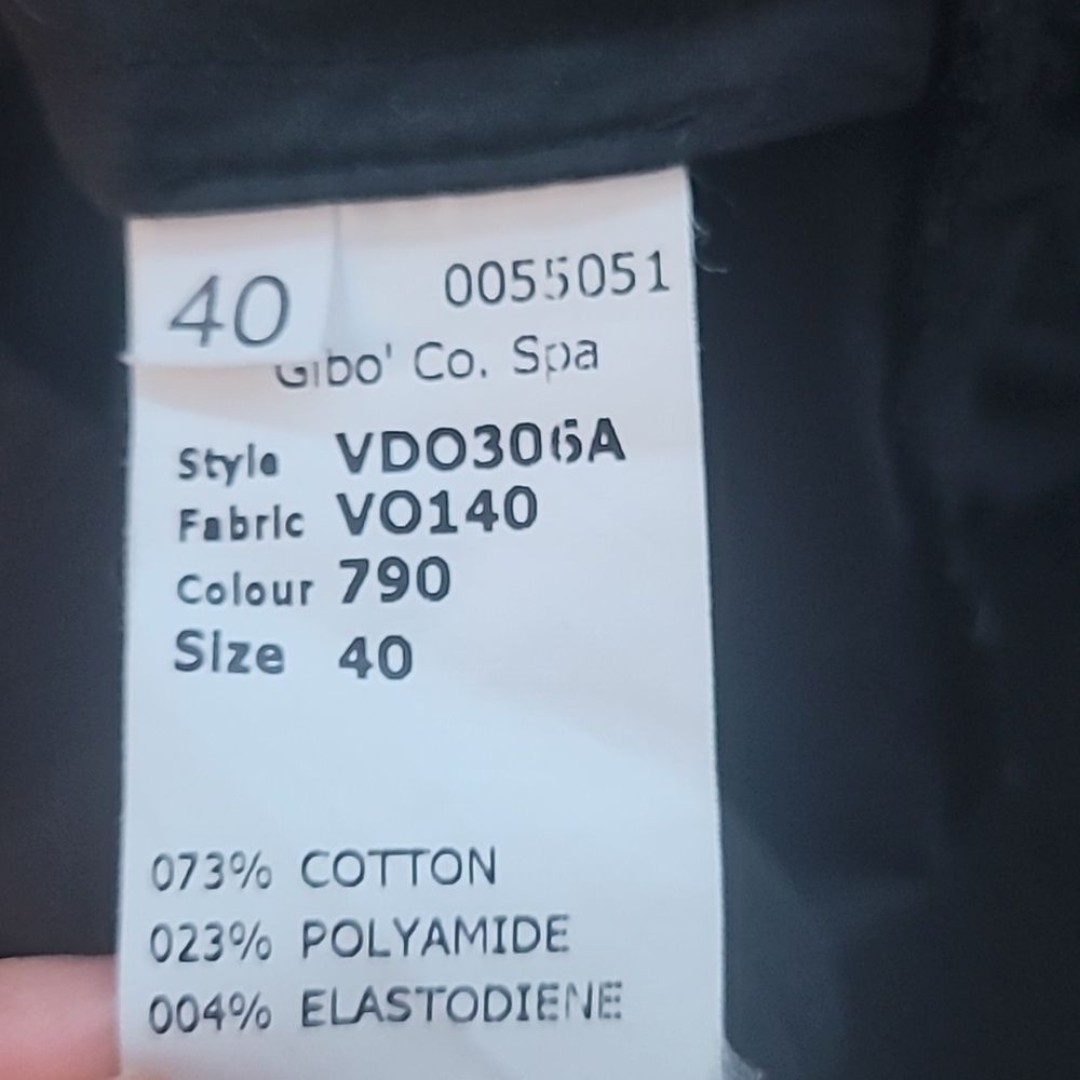 40
0055051
Gibo' Co. Spa
Style VDO306A
Fabric VO140
Colour 790
Size 40
073% COTTON
023% POLYAMIDE
004% ELASTODIENE